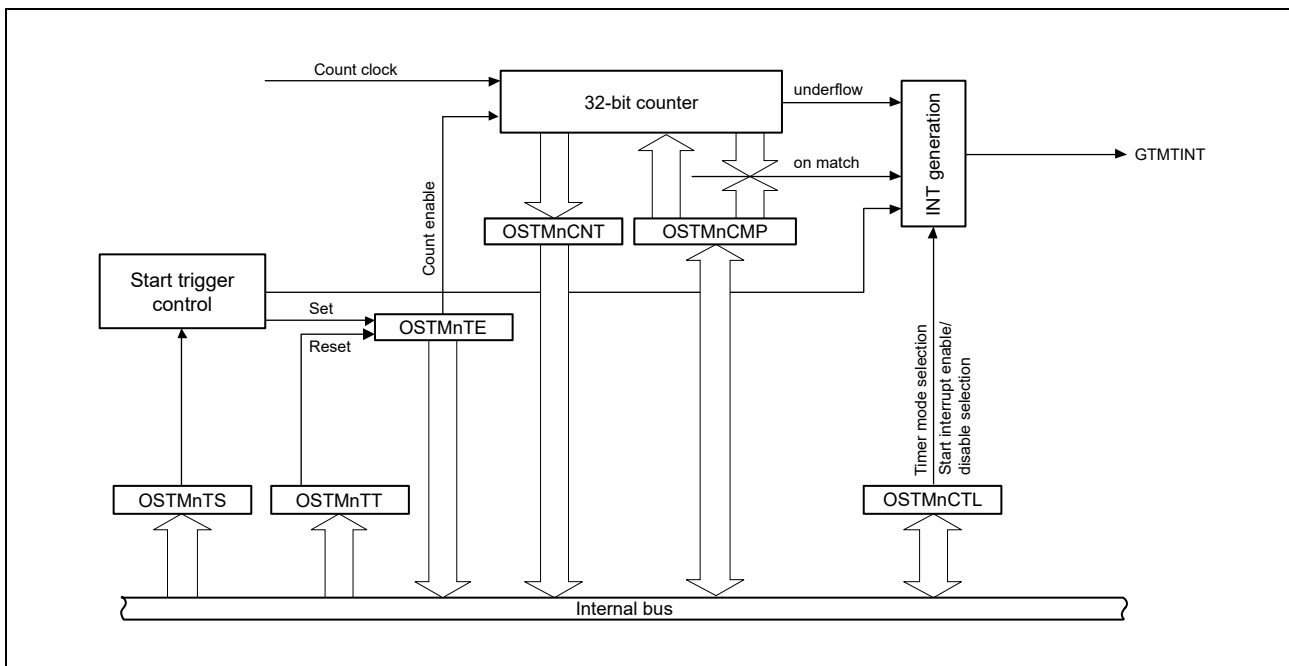 Count clock
32-bit counter
underflow
on match
INT generation
GTMTINT
Count enable
OSTMnCNT
OSTMnCMP
Start trigger
control
Set
Reset
OSTMnTE
Timer mode selection
Start interrupt enable/
disable selection
OSTMnTS
OSTMnTT
OSTMnCTL
Internal bus